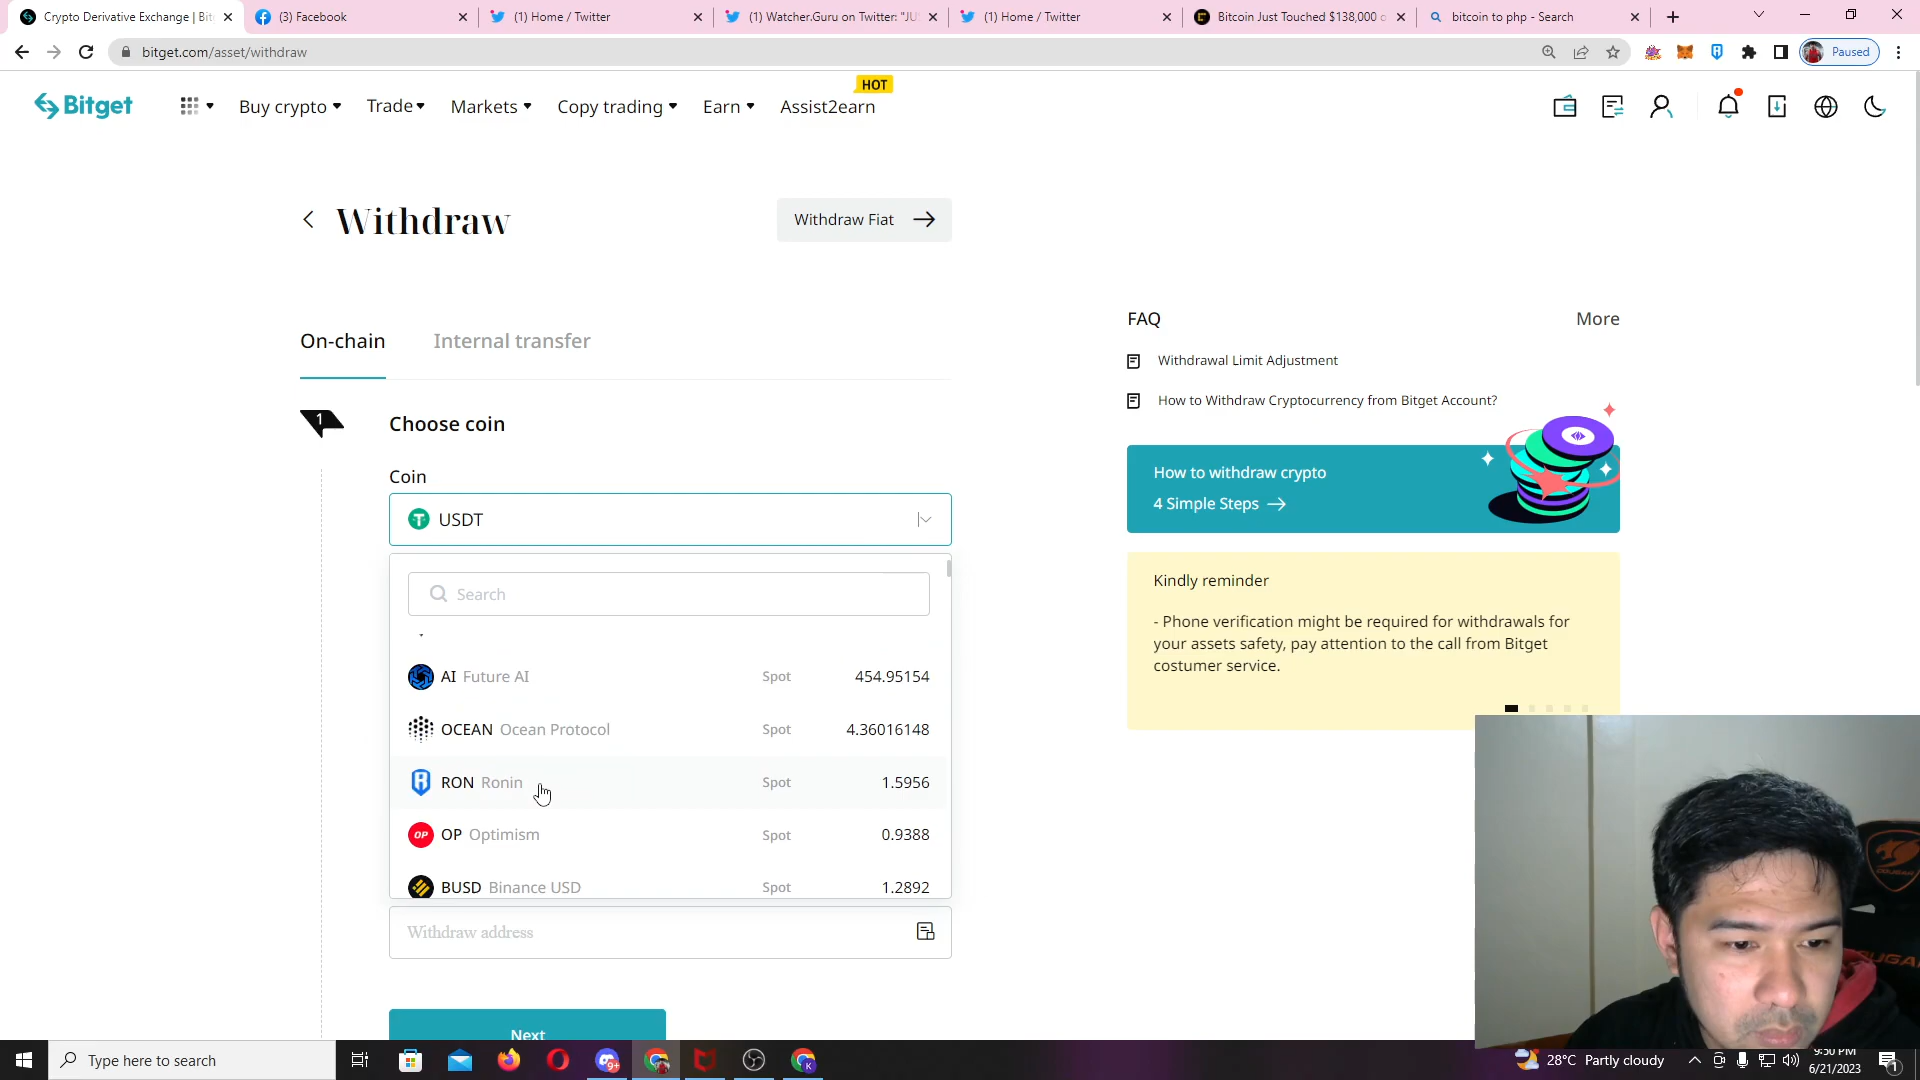 Crypto Derivative Exchange | Bit
(3) Facebook
(1) Home / Twitter
(1) Watcher.Guru on Twitter: "JU
(1) Home / Twitter
Bitcoin Just Touched $138,000 o
bitcoin to php - Search
bitget.com/asset/withdraw
Paused
Bitget
Buy crypto
Trade
Markets
Copy trading
Earn
Assist2earn
HOT
Withdraw
Withdraw Fiat
On-chain
Internal transfer
1
Choose coin
Coin
USDT
Search
AI Future AI Spot 454.95154
OCEAN Ocean Protocol Spot 4.36016148
RON Ronin Spot 1.5956
OP Optimism Spot 0.9388
BUSD Binance USD Spot 1.2892
Withdraw address
Next
FAQ
More
Withdrawal Limit Adjustment
How to Withdraw Cryptocurrency from Bitget Account?
How to withdraw crypto
4 Simple Steps
Kindly reminder
- Phone verification might be required for withdrawals for
your assets safety, pay attention to the call from Bitget
costumer service.
Type here to search
28°C Partly cloudy
9:50 PM
6/21/2023